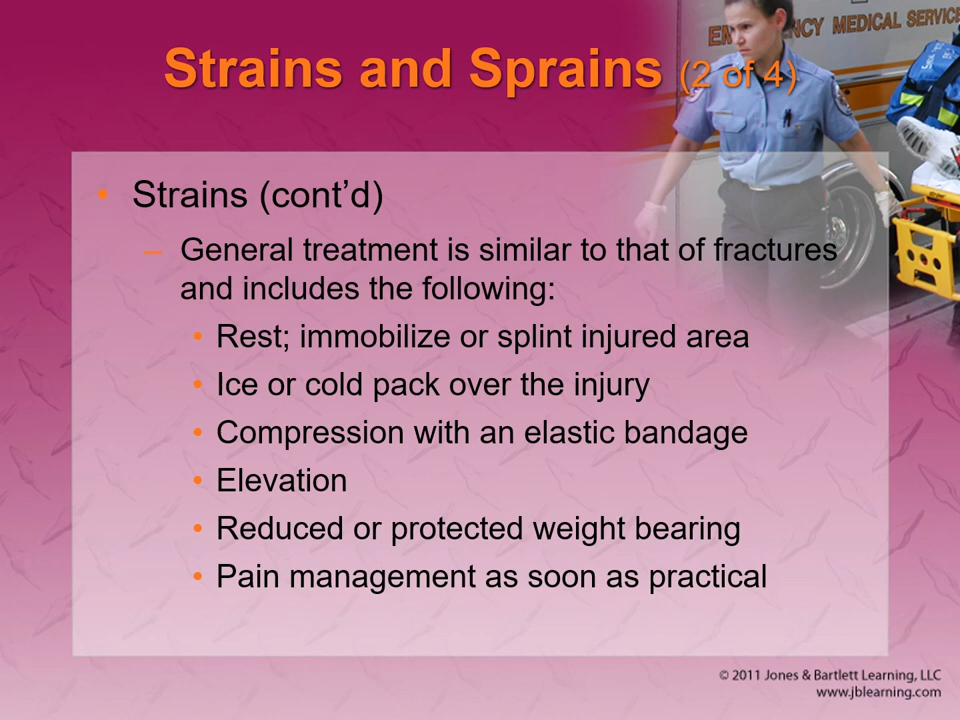 EMERGENCY MEDICAL SERVICE
Strains and Sprains (2 of 4)
• Strains (cont’d)
– General treatment is similar to that of fractures
and includes the following:
• Rest; immobilize or splint injured area
• Ice or cold pack over the injury
• Compression with an elastic bandage
• Elevation
• Reduced or protected weight bearing
• Pain management as soon as practical
© 2011 Jones & Bartlett Learning, LLC
www.jblearning.com